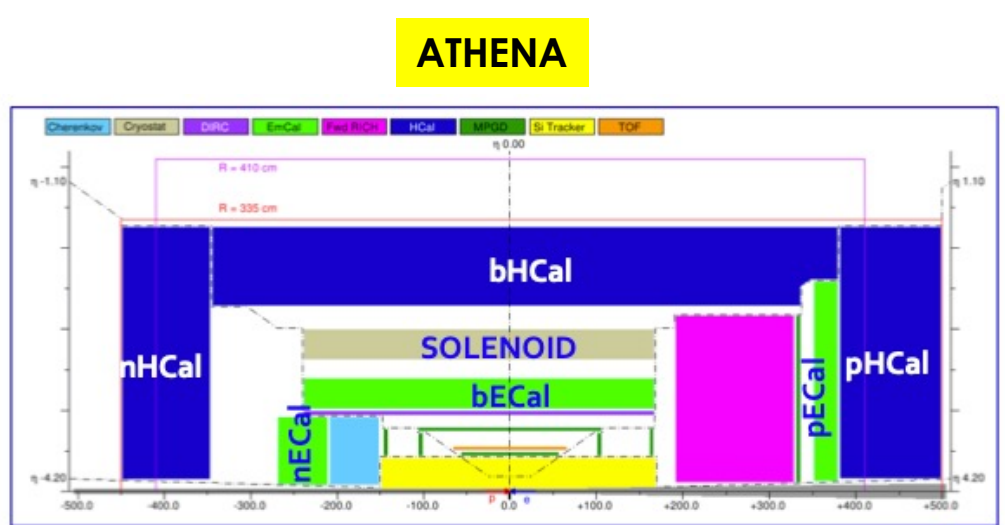 ATHENA
Cherenkov Cryostat DIRC EmCal Fwd RICH HCal MPGD Si Tracker TOF
η 0.00
R = 410 cm
η -1.10 η 1.10
R = 335 cm
bHCal
SOLENOID
nHCal pHCal
bECal
pECal
nECal
η -4.20 η 4.20
p e
-500.0 -400.0 -300.0 -200.0 -100.0 0.0 +100.0 +200.0 +300.0 +400.0 +500.0